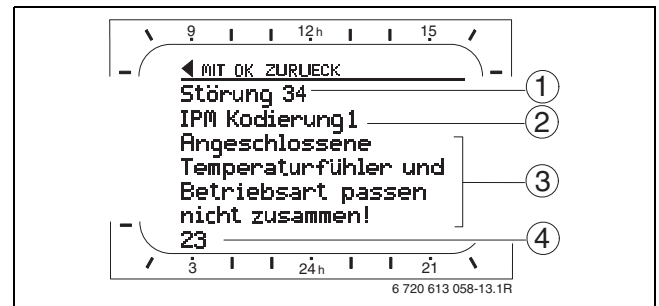 9 12h 15
MIT OK ZURUECK
Störung 34
1
IPM Kodierung1
2
Angeschlossene
Temperaturfühler und
Betriebsart passen
nicht zusammen!
3
23
4
3 24h 21
6 720 613 058-13.1R